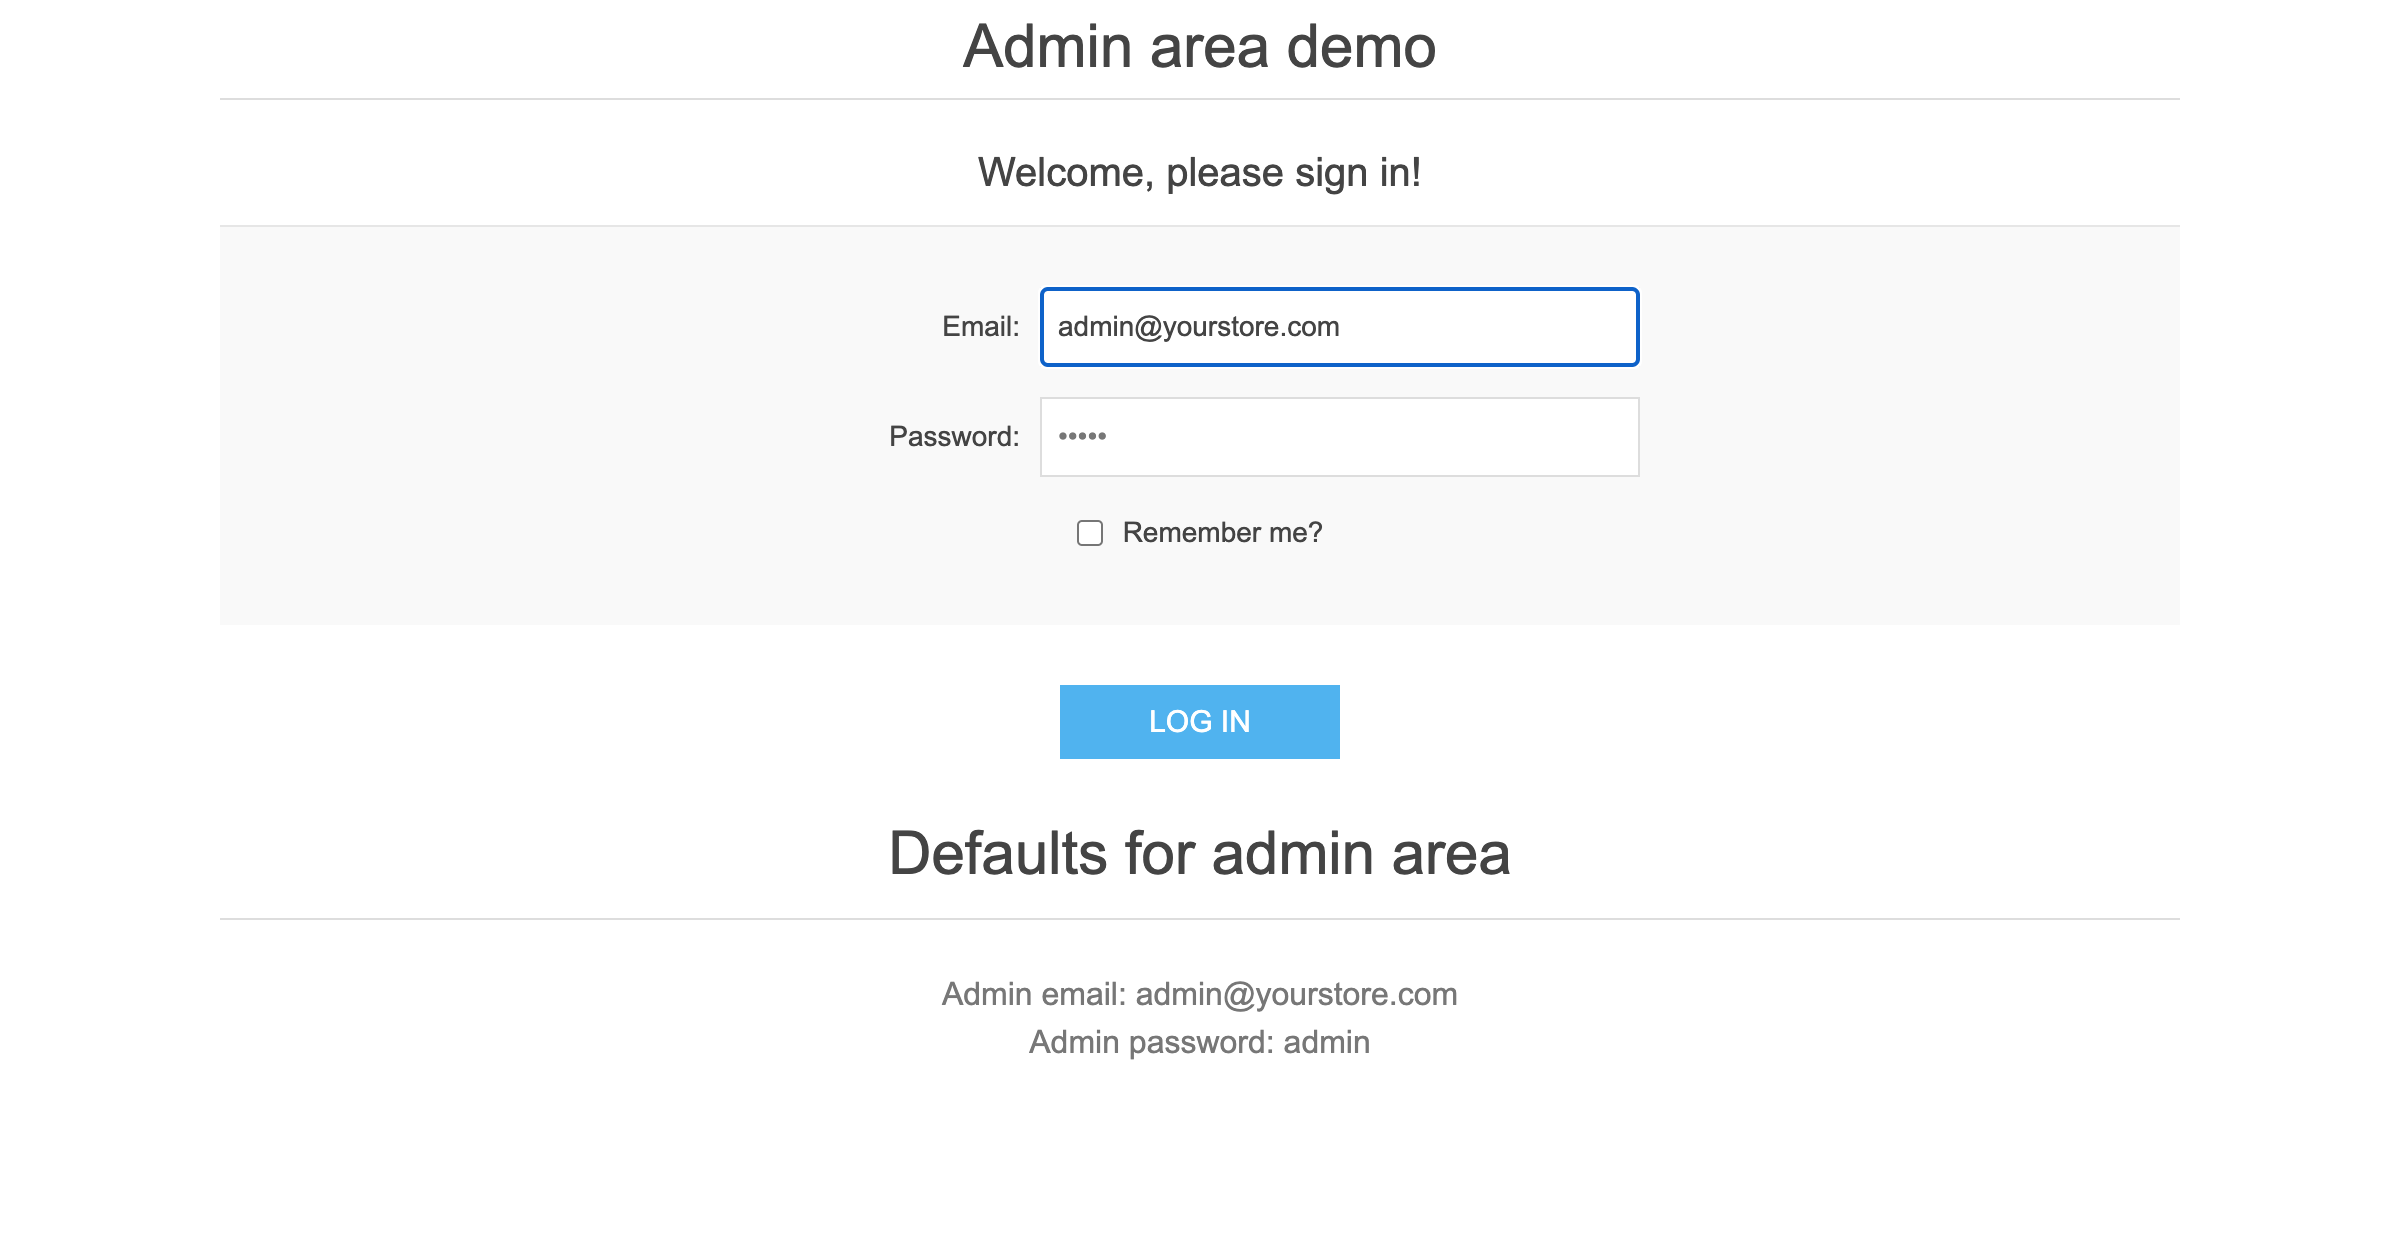 Admin area demo
Welcome, please sign in!
Email: admin@yourstore.com
Password: •••••
Remember me?
LOG IN
Defaults for admin area
Admin email: admin@yourstore.com
Admin password: admin